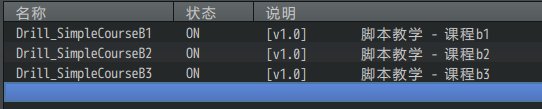 名称 状态 说明
Drill_SimpleCourseB1 ON [v1.0] 脚本教学 - 课程b1
Drill_SimpleCourseB2 ON [v1.0] 脚本教学 - 课程b2
Drill_SimpleCourseB3 ON [v1.0] 脚本教学 - 课程b3